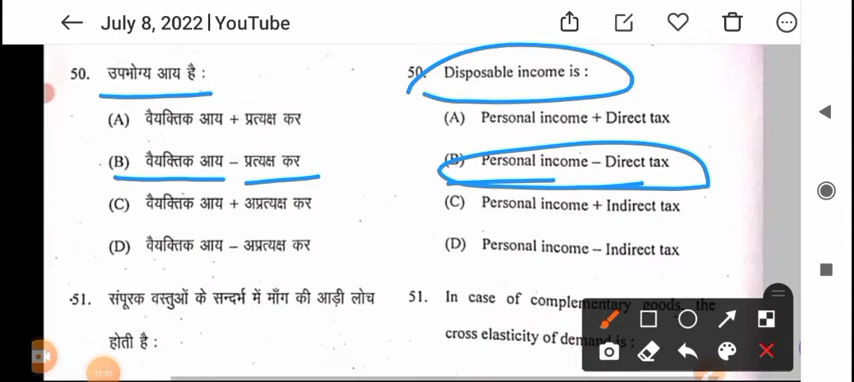 July 8, 2022 | YouTube
50. उपभोग्य आय है :
(A) वैयक्तिक आय + प्रत्यक्ष कर
(B) वैयक्तिक आय – प्रत्यक्ष कर
(C) वैयक्तिक आय + अप्रत्यक्ष कर
(D) वैयक्तिक आय – अप्रत्यक्ष कर
51. संपूरक वस्तुओं के सन्दर्भ में माँग की आड़ी लोच
होती है :
50. Disposable income is :
(A) Personal income + Direct tax
(B) Personal income – Direct tax
(C) Personal income + Indirect tax
(D) Personal income – Indirect tax
51. In case of complementary goods, the
cross elasticity of demand is :